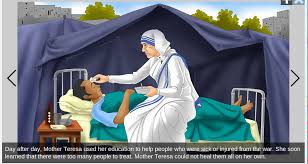 Day after day, Mother Teresa used her education to help people who were sick or injured from the war. She soon
learned that there were too many people to treat. Mother Teresa could not heal them all on her own.